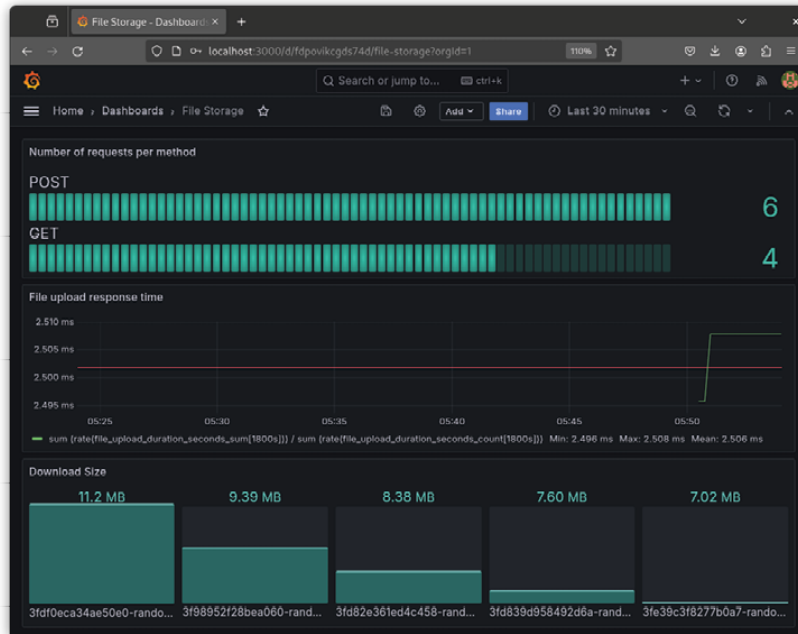 File Storage - Dashboards
localhost:3000/d/fdpovikcgds74d/file-storage?orgid=1
110%
Search or jump to...
ctrl+k
Home › Dashboards › File Storage
Add
Share
Last 30 minutes
Number of requests per method
POST
6
GET
4
File upload response time
2.510 ms
2.505 ms
2.500 ms
2.495 ms
05:25 05:30 05:35 05:40 05:45 05:50
sum (rate(file_upload_duration_seconds_sum[1800s])) / sum (rate(file_upload_duration_seconds_count[1800s])) Min: 2.496 ms Max: 2.508 ms Mean: 2.506 ms
Download Size
11.2 MB 9.39 MB 8.38 MB 7.60 MB 7.02 MB
3fdf0eca34ae50e0-rando... 3f98952f28bea060-rand... 3fd82e361ed4c458-rand... 3fd839d958492d6a-rand... 3fe39c3f8277b0a7-rando...